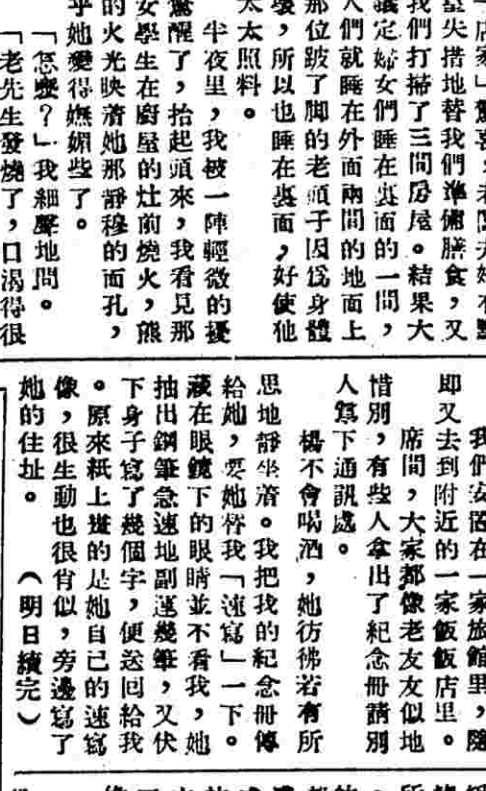 失措地替我們準備膳食,又
我們打掃了三間房屋。結果大
議定婦女們睡在裏面的一間,
人們就睡在外面兩間的地面上
那位跛了脚的老頭子因爲身體
壞,所以也睡在裏面,好使他
太太照料。
半夜里,我被一陣輕微的擾
驚醒了,抬起頭來,我看見那
女學生在廚屋的灶前燒火,熊
的火光映着她那靜穆的面孔,
乎她變得嫵媚些了。
「怎麼?」我細聲地問。
「老先生發燒了,口渴得很
我們安置在一家旅館里,隨
即又去到附近的一家飯飯店里。
席間,大家都像老友友似地
惜別,有些人拿出了紀念冊請別
人寫下通訊處。
楊不會喝酒,她彷彿若有所
思地靜坐着。我把我的紀念冊傳
給她,要她替我「速寫」一下。
藏在眼鏡下的眼睛並不看我,她
抽出鋼筆急速地副運幾筆,又伏
下身子寫了幾個字,便送回給我
。原來紙上畫的是她自己的速寫
像,很生動也很肖似,旁邊寫了
她的住址。
(明日續完)